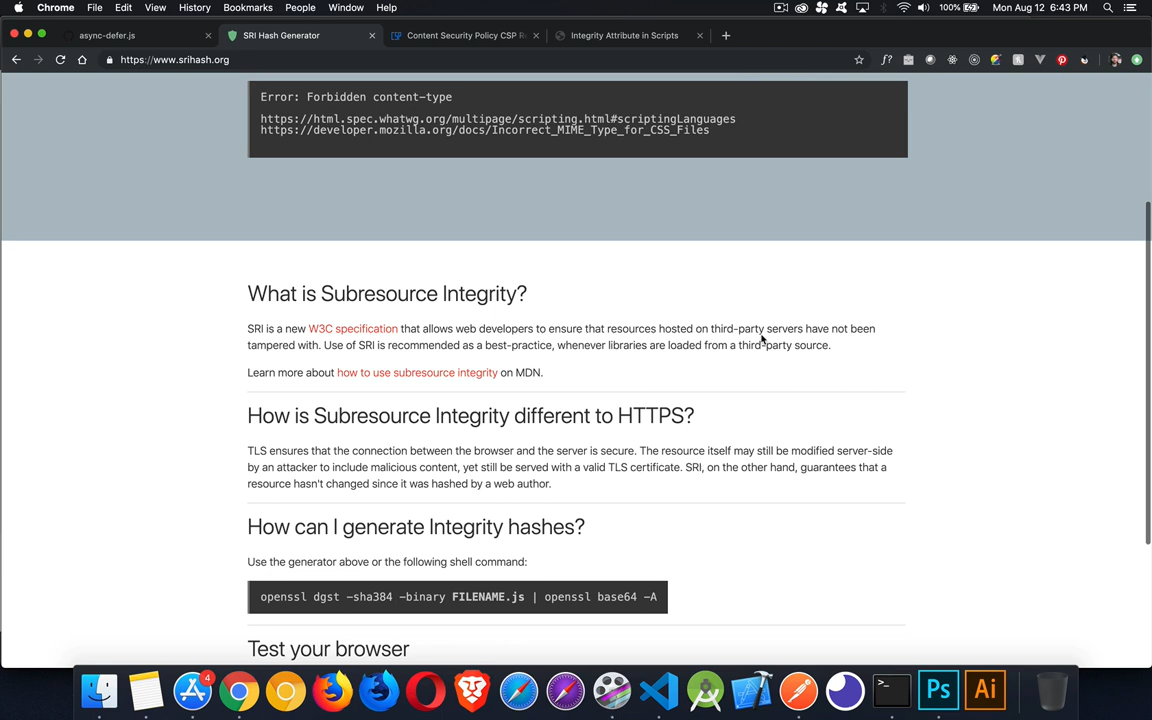 Chrome File Edit View History Bookmarks People Window Help 100% Mon Aug 12 6:43 PM
async-defer.js
SRI Hash Generator
Content Security Policy CSP R
Integrity Attribute in Scripts
https://www.srihash.org
f?
Error: Forbidden content-type
https://html.spec.whatwg.org/multipage/scripting.html#scriptingLanguages
https://developer.mozilla.org/docs/Incorrect_MIME_Type_for_CSS_Files
What is Subresource Integrity?
SRI is a new W3C specification that allows web developers to ensure that resources hosted on third-party servers have not been
tampered with. Use of SRI is recommended as a best-practice, whenever libraries are loaded from a third-party source.
Learn more about how to use subresource integrity on MDN.
How is Subresource Integrity different to HTTPS?
TLS ensures that the connection between the browser and the server is secure. The resource itself may still be modified server-side
by an attacker to include malicious content, yet still be served with a valid TLS certificate. SRI, on the other hand, guarantees that a
resource hasn't changed since it was hashed by a web author.
How can I generate Integrity hashes?
Use the generator above or the following shell command:
openssl dgst -sha384 -binary FILENAME.js | openssl base64 -A
Test your browser
4
>_
Ps
Ai